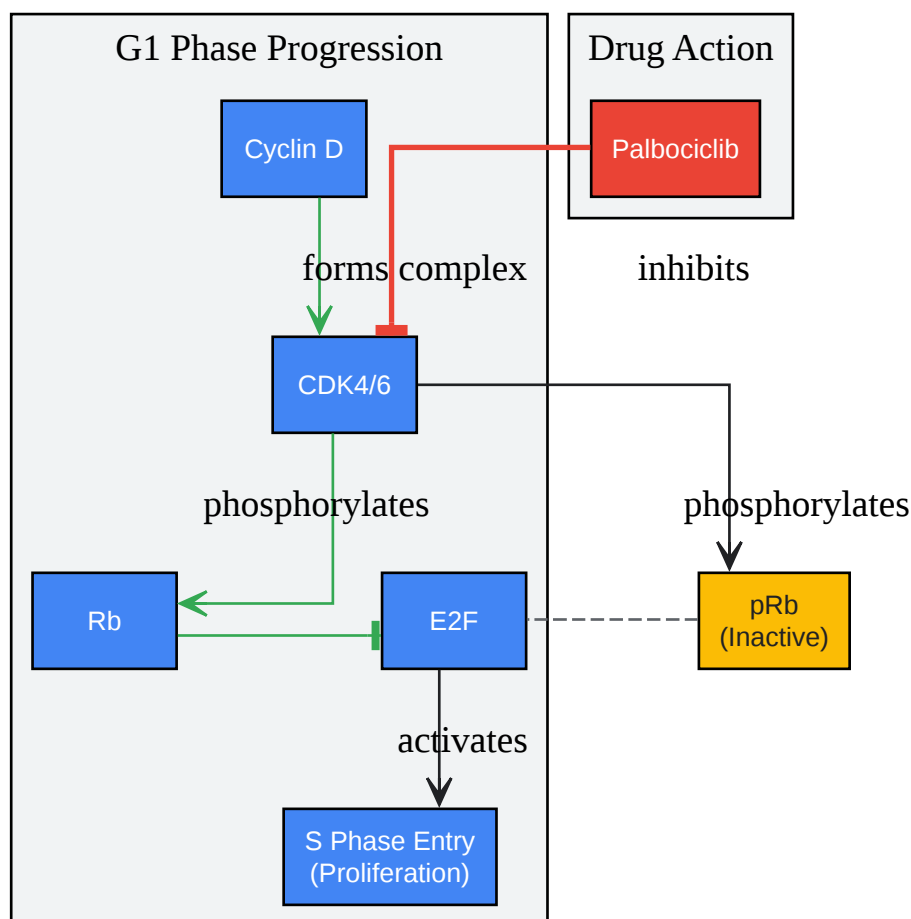 G1 Phase Progression
Drug Action
Cyclin D
Palbociclib
forms complex
inhibits
CDK4/6
phosphorylates
phosphorylates
Rb
E2F
pRb
(Inactive)
activates
S Phase Entry
(Proliferation)